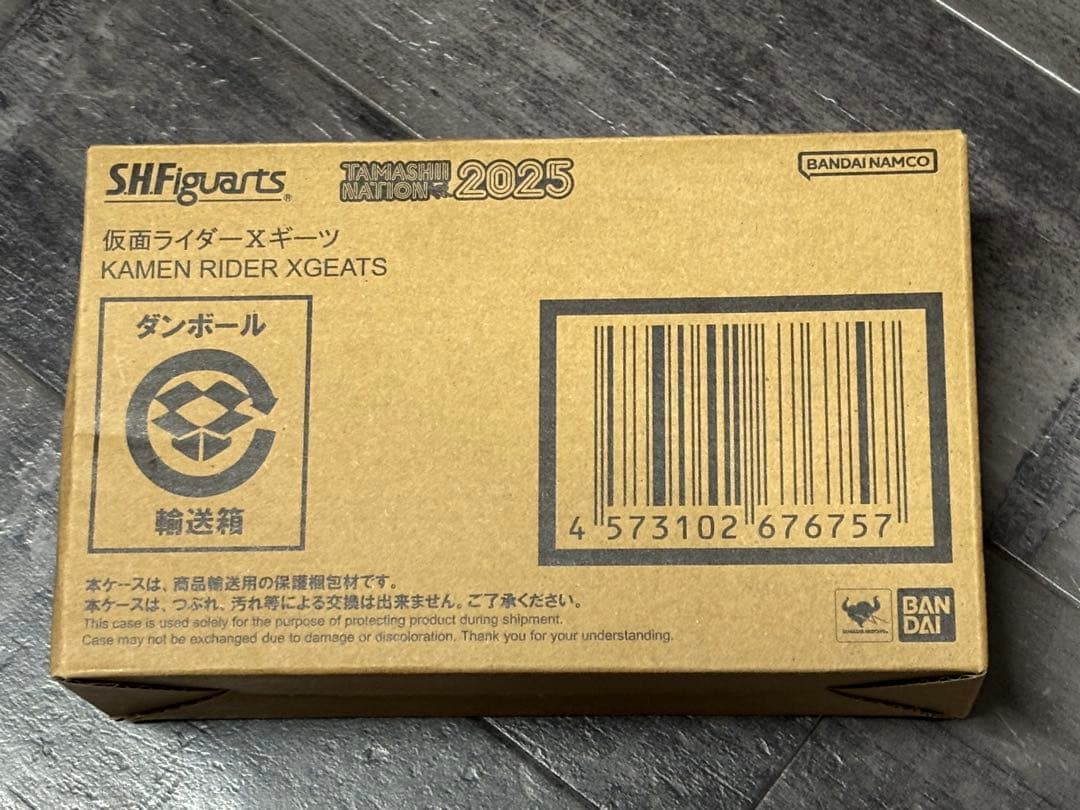 S.H.Figuarts®
TAMASHII NATION 2025
BANDAI NAMCO
仮面ライダーXギーツ
KAMEN RIDER XGEATS
ダンボール
輸送箱
4 573102 676757
本ケースは、商品輸送用の保護梱包材です。
本ケースは、つぶれ、汚れ等による交換は出来ません。ご了承ください。
This case is used solely for the purpose of protecting product during shipment.
Case may not be exchanged due to damage or discoloration. Thank you for your understanding.
BAN
DAI